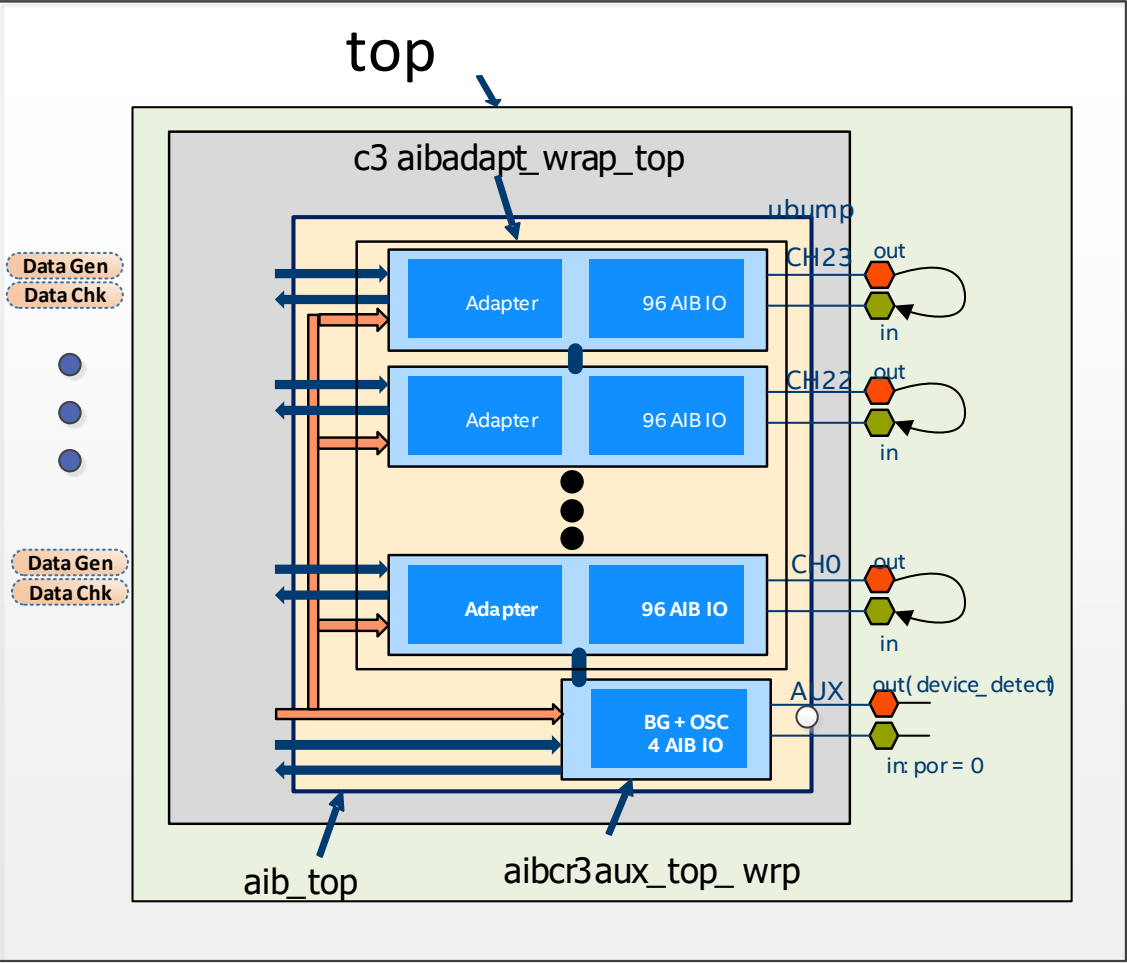 top
c3 aibadapt_wrap_top
ubump
CH23
out
Data Gen
Data Chk
Adapter
96 AIB IO
in
CH22
out
Adapter
96 AIB IO
in
CH0
out
Data Gen
Data Chk
Adapter
96 AIB IO
in
AUX
out(device_detect)
BG + OSC
4 AIB IO
in: por = 0
aib_top
aibcr3aux_top_ wrp